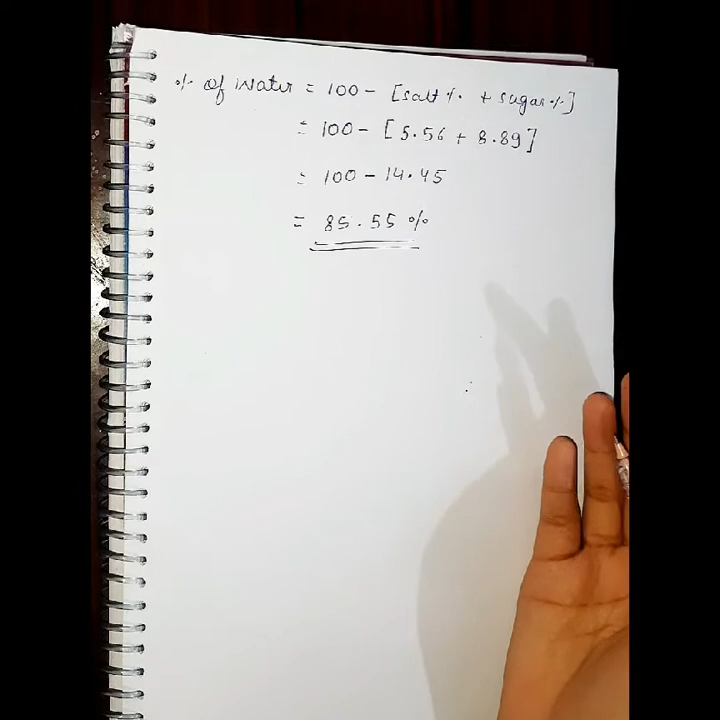 % of Water = 100 - [salt % + sugar %]
= 100 - [5.56 + 8.89]
= 100 - 14.45
= 85.55 %